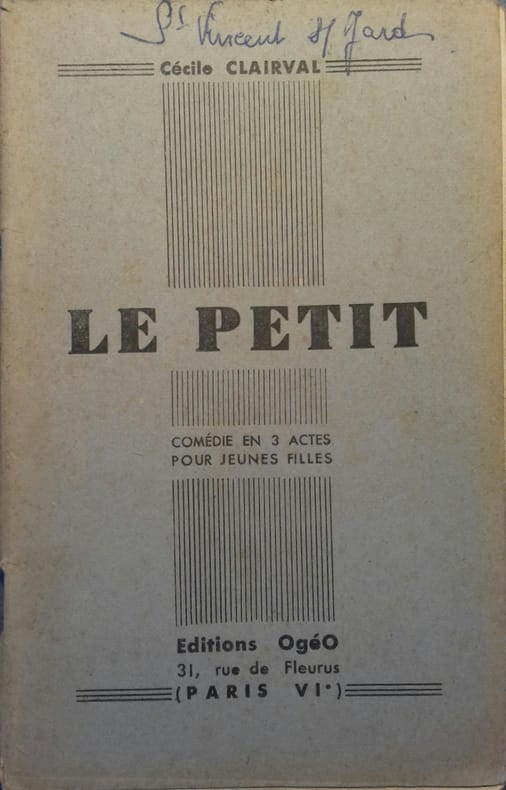 St Vincent s/ Jard
Cécile CLAIRVAL
LE PETIT
COMÉDIE EN 3 ACTES
POUR JEUNES FILLES
Editions OgéO
31, rue de Fleurus
(PARIS VIe)